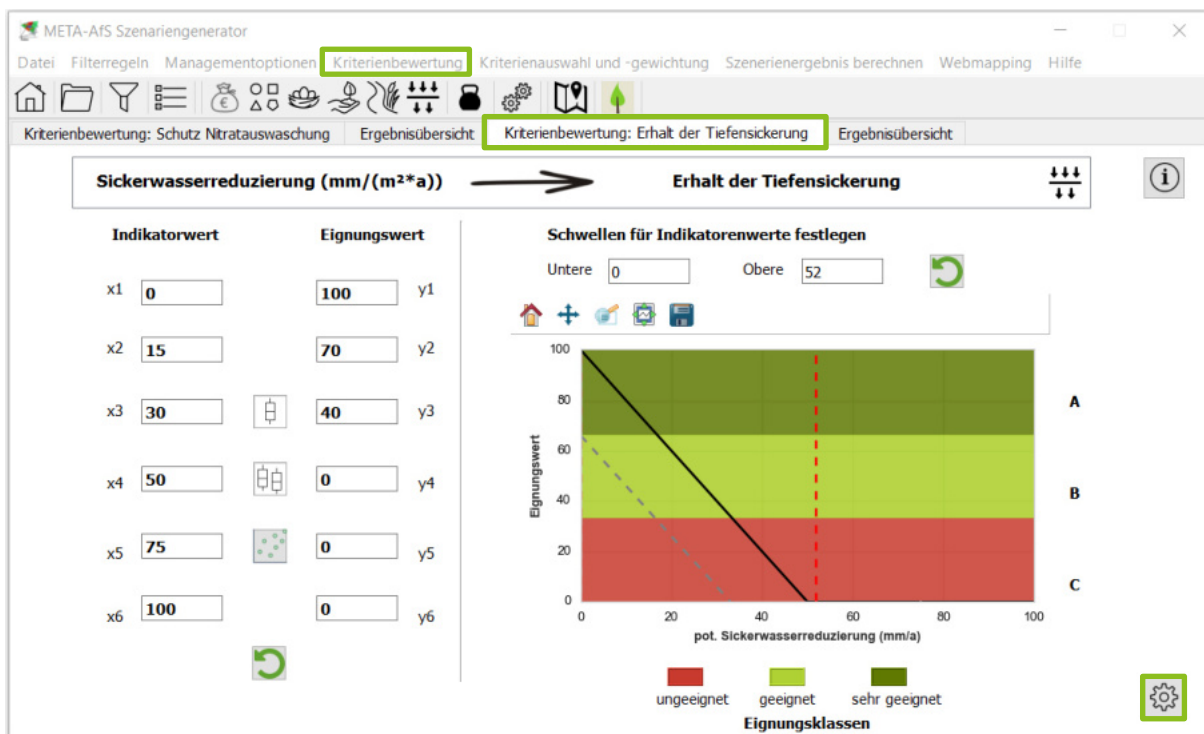 META-AfS Szenariengenerator
Datei Filterregeln Managementoptionen Kriterienbewertung Kriterienauswahl und -gewichtung Szenerienergebnis berechnen Webmapping Hilfe
Kriterienbewertung: Schutz Nitratauswaschung Ergebnisübersicht Kriterienbewertung: Erhalt der Tiefensickerung Ergebnisübersicht
Sickerwasserreduzierung (mm/(m²*a)) Erhalt der Tiefensickerung
Indikatorwert Eignungswert
x1 0 100 y1
x2 15 70 y2
x3 30 40 y3
x4 50 0 y4
x5 75 0 y5
x6 100 0 y6
Schwellen für Indikatorenwerte festlegen
Untere 0 Obere 52
100
80
60
40
20
0
Eignungswert
A
B
C
0 20 40 60 80 100
pot. Sickerwasserreduzierung (mm/a)
ungeeignet geeignet sehr geeignet
Eignungsklassen